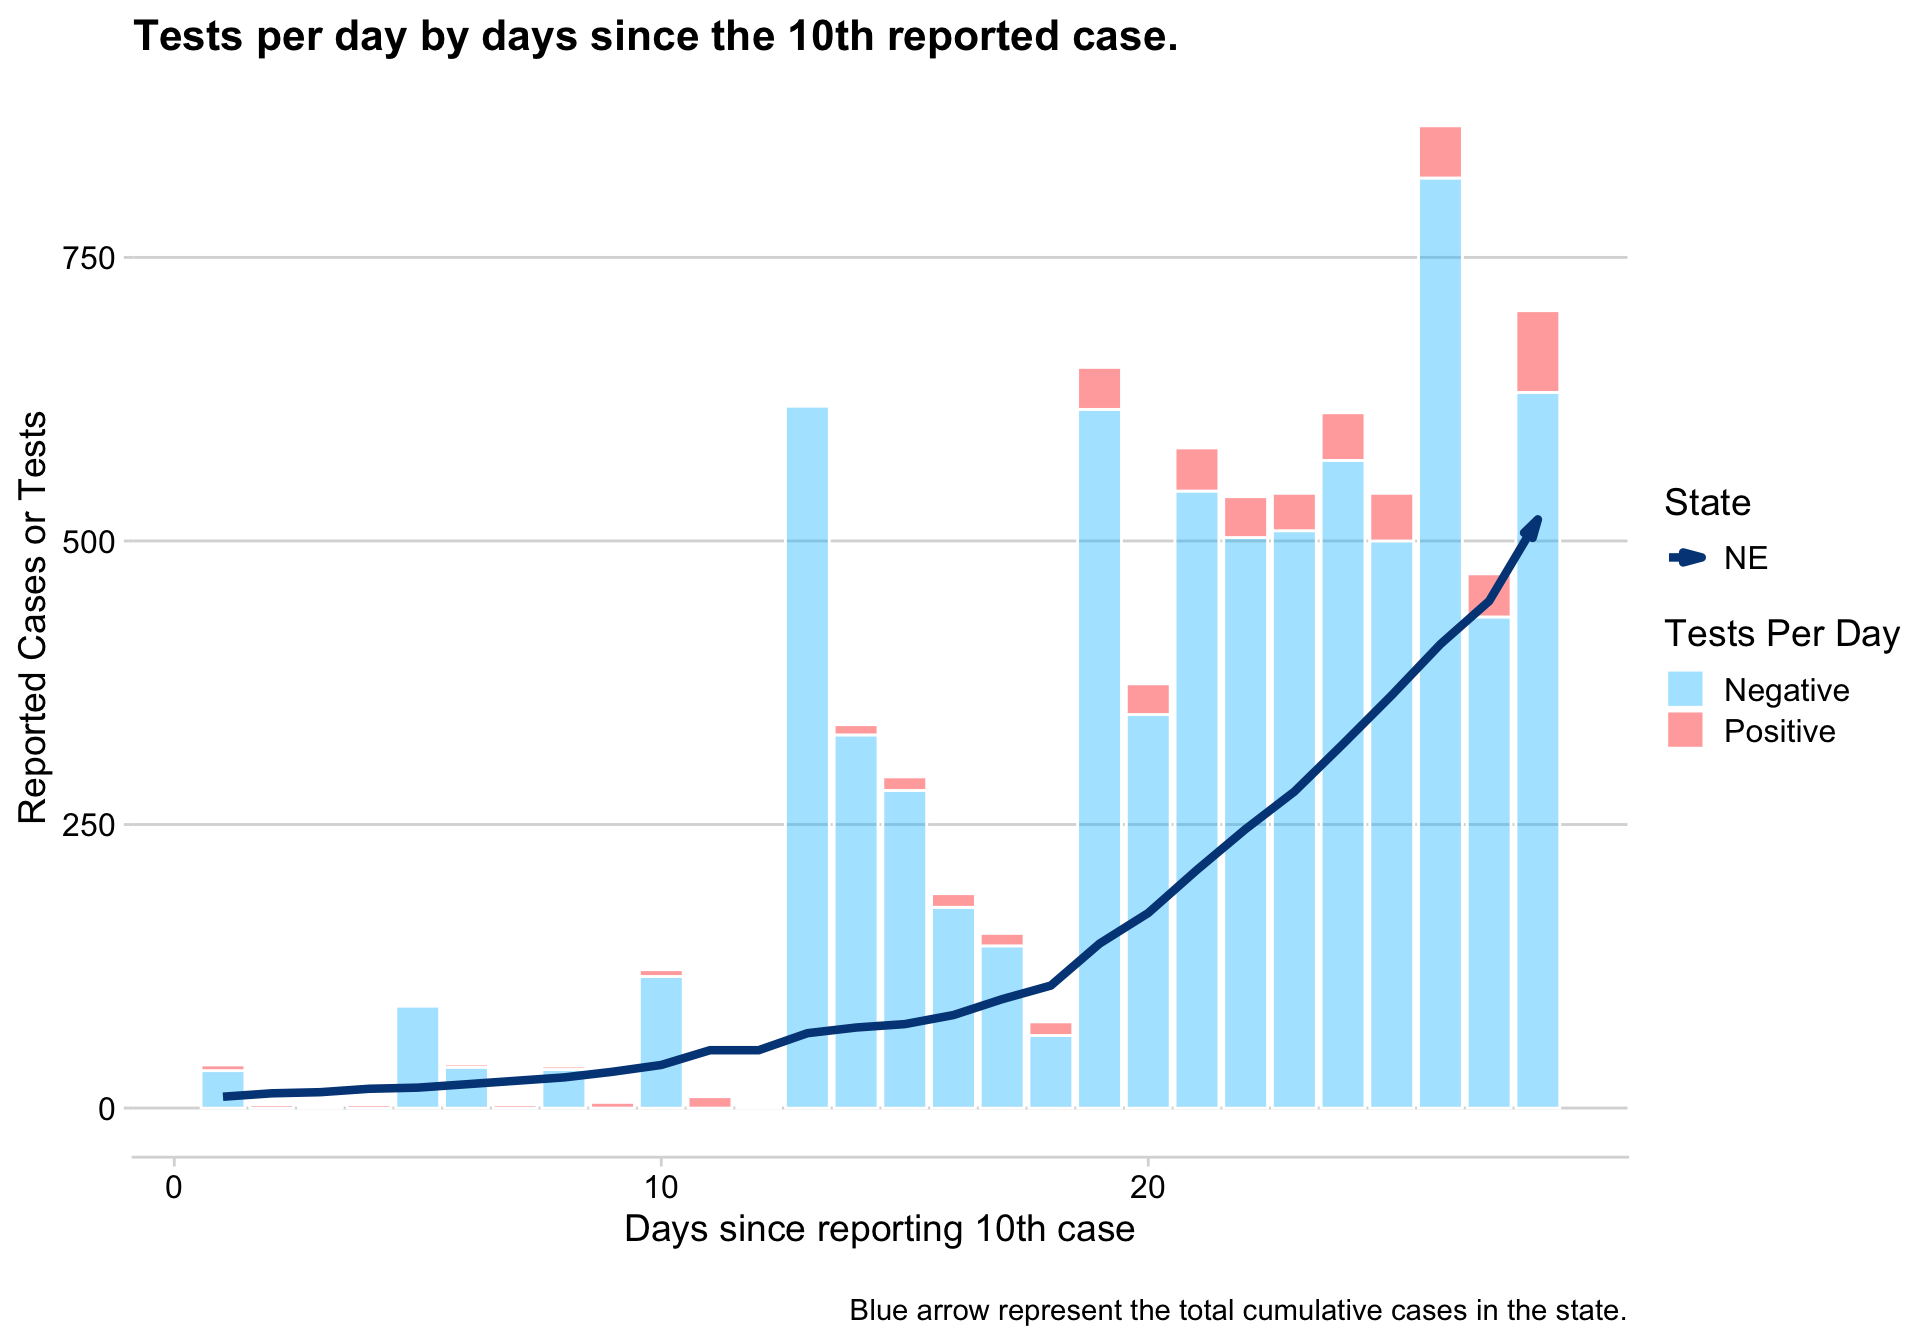 Tests per day by days since the 10th reported case.
750
500
250
0
Reported Cases or Tests
0
10
20
Days since reporting 10th case
State
NE
Tests Per Day
Negative
Positive
Blue arrow represent the total cumulative cases in the state.